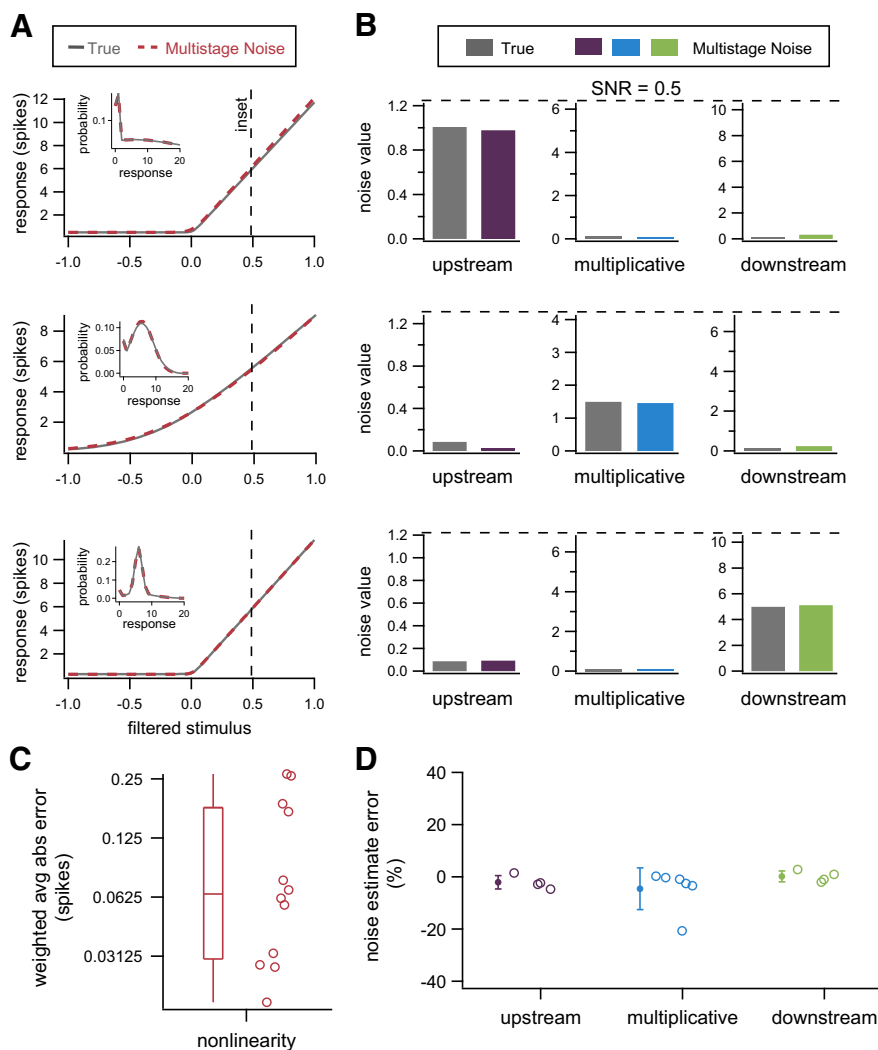 A
True
Multistage Noise
response (spikes)
12
10
8
6
4
2
-1.0
-0.5
0.0
0.5
1.0
inset
probability
0.1
0
10
20
response
response (spikes)
8
6
4
2
-1.0
-0.5
0.0
0.5
1.0
probability
0.10
0.05
0.00
0
10
20
response
response (spikes)
10
8
6
4
2
-1.0
-0.5
0.0
0.5
1.0
filtered stimulus
probability
0.2
0.1
0.0
0
10
20
response
B
True
Multistage Noise
SNR = 0.5
noise value
1.2
0.8
0.4
0.0
upstream
6
4
2
0
multiplicative
10
8
6
4
2
0
downstream
noise value
1.2
0.8
0.4
0.0
upstream
4
3
2
1
0
multiplicative
6
4
2
0
downstream
noise value
1.2
1.0
0.8
0.6
0.4
0.2
0.0
upstream
6
4
2
0
multiplicative
10
8
6
4
2
0
downstream
C
weighted avg abs error
(spikes)
0.25
0.125
0.0625
0.03125
nonlinearity
D
noise estimate error
(%)
40
20
0
-20
-40
upstream
multiplicative
downstream